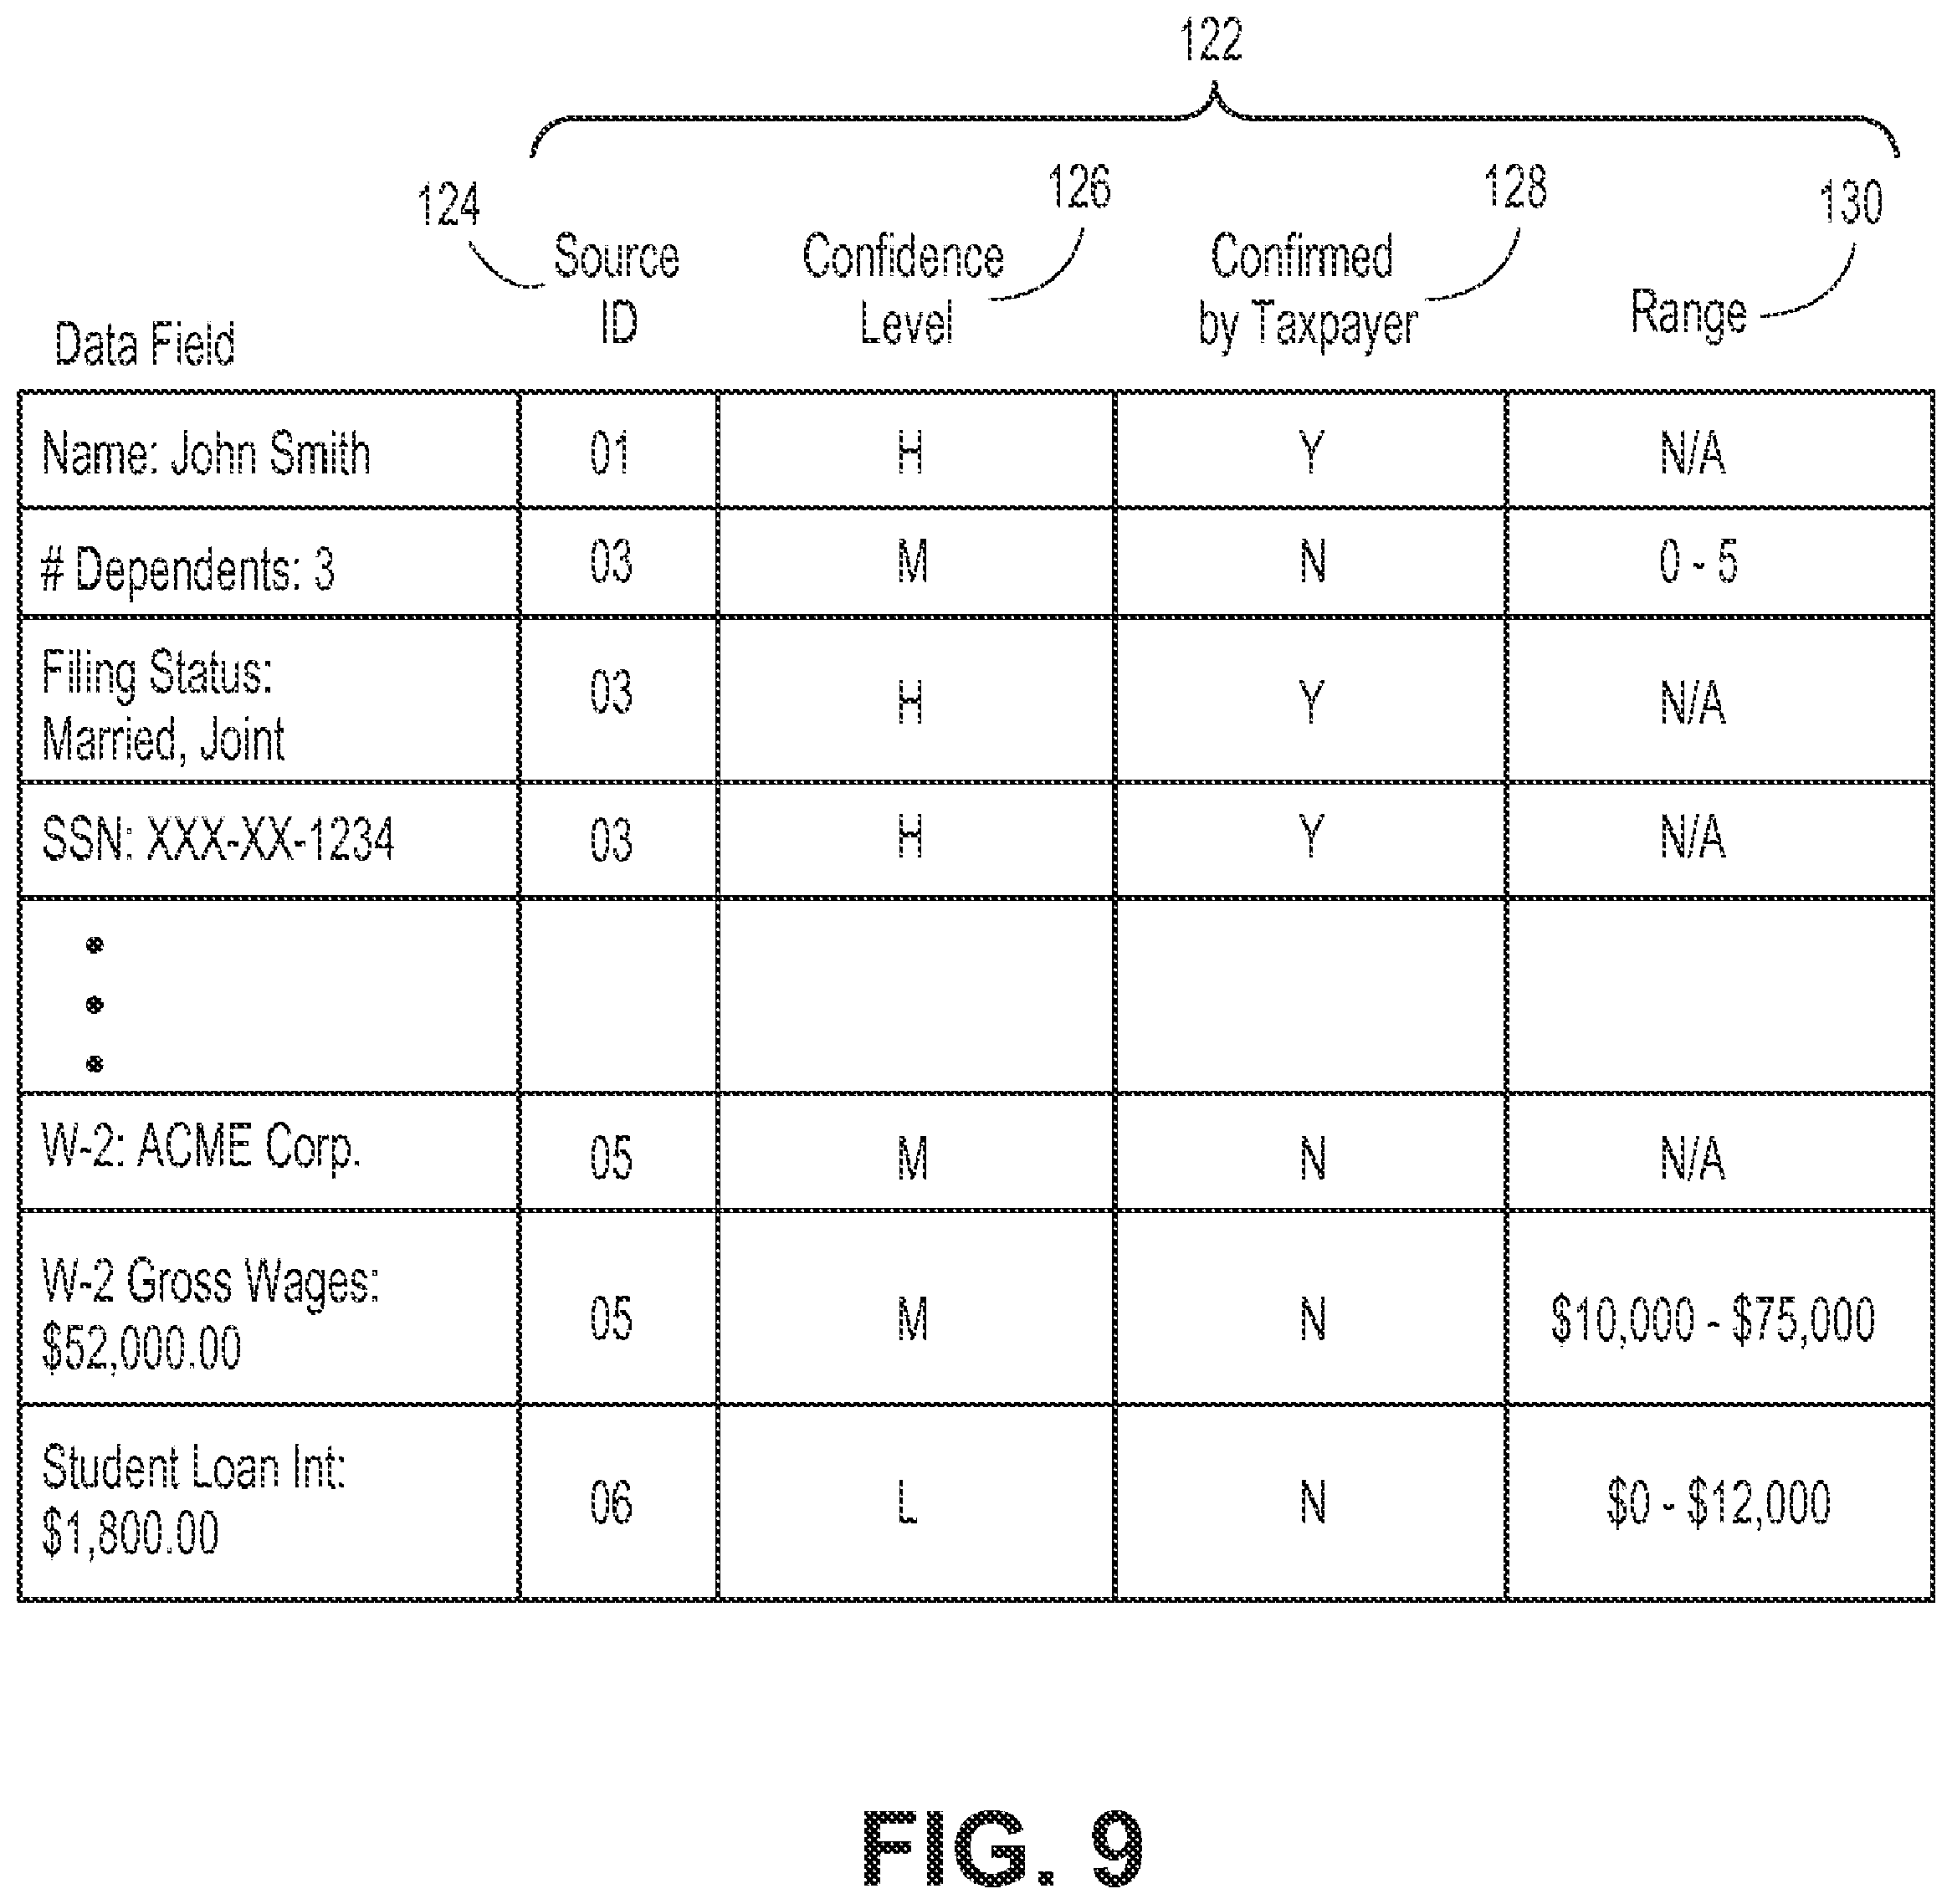 122
124
126
128
130
Source
ID
Confidence
Level
Confirmed
by Taxpayer
Range
Data Field
Name: John Smith 01 H Y N/A
# Dependents: 3 03 M N 0 - 5
Filing Status:
Married, Joint 03 H Y N/A
SSN: XXX-XX-1234 03 H Y N/A
W-2: ACME Corp. 05 M N N/A
W-2 Gross Wages:
$52,000.00 05 M N $10,000 - $75,000
Student Loan Int:
$1,800.00 06 L N $0 - $12,000
FIG. 9